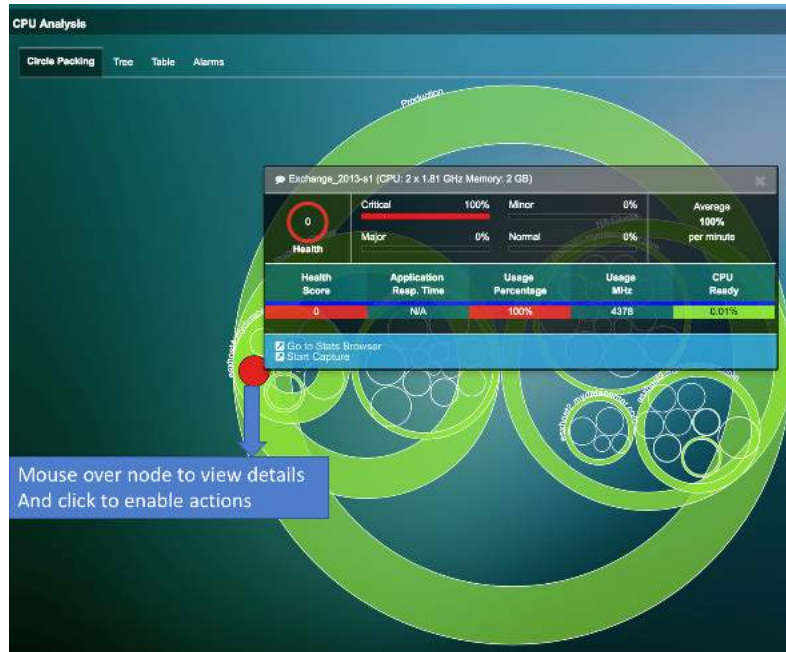 CPU Analysis
Circle Packing Tree Table Alarms
Production
Exchange_2013-s1 (CPU: 2 x 1.81 GHz Memory: 2 GB)
Critical 100% Minor 0% Average
0 100%
Major 0% Normal 0% per minute
Health
Health Application Usage Usage CPU
Score Resp. Time Percentage MHz Ready
0 N/A 100% 4378 0.01%
Go to Stats Browser
Start Capture
Mouse over node to view details
And click to enable actions